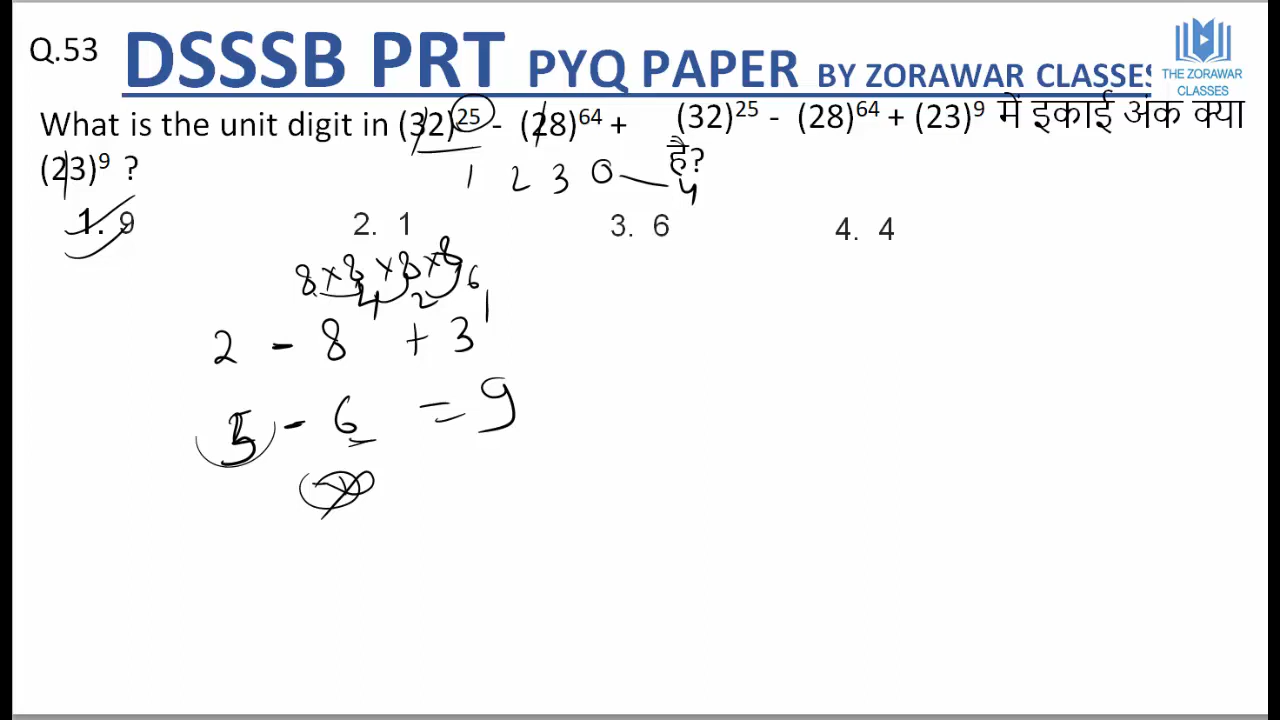 Q.53
DSSSB PRT PYQ PAPER BY ZORAWAR CLASSES
THE ZORAWAR
CLASSES
What is the unit digit in (32)²⁵ - (28)⁶⁴ +
(23)⁹ ?
(32)²⁵ - (28)⁶⁴ + (23)⁹ में इकाई अंक क्या
है?
1 2 3 0 — 4
1. 9
2. 1
3. 6
4. 4
8 × 8 × 8 × 8
4 2 6
2 - 8 + 3¹
5 - 6 = 9